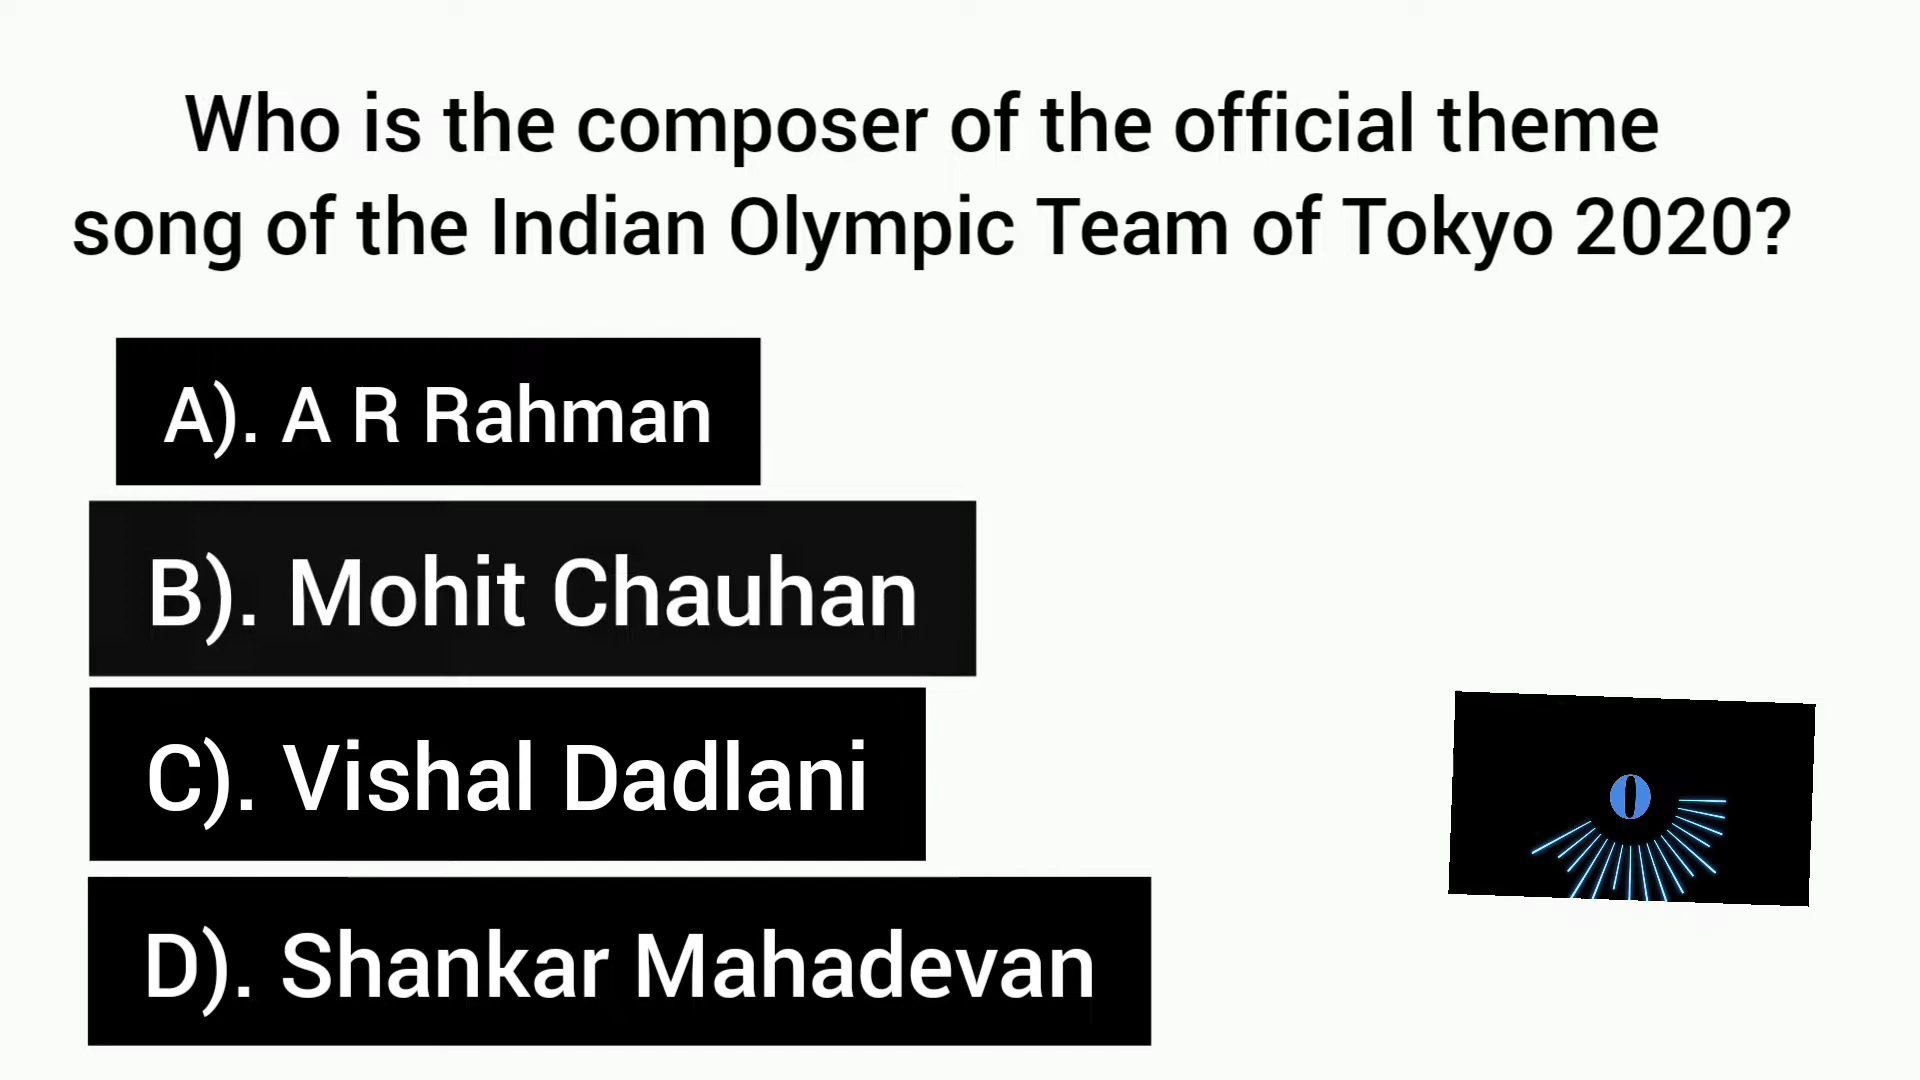 Who is the composer of the official theme
song of the Indian Olympic Team of Tokyo 2020?
A). A R Rahman
B). Mohit Chauhan
C). Vishal Dadlani
D). Shankar Mahadevan
0